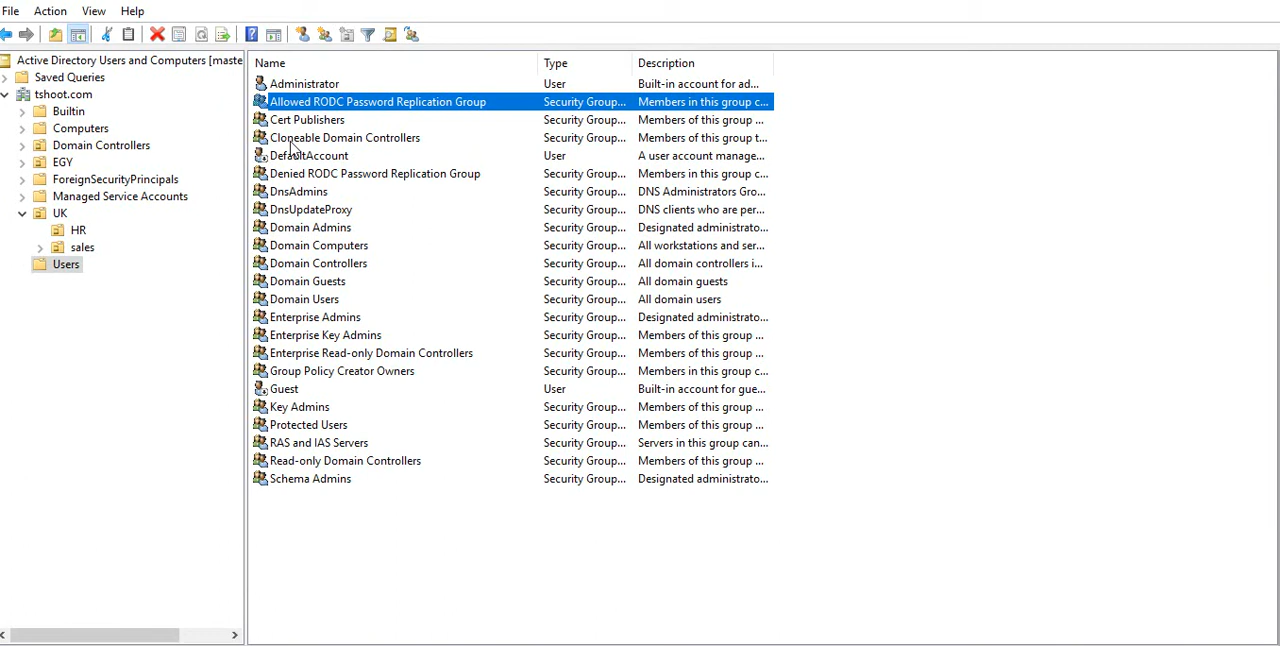 File Action View Help
Active Directory Users and Computers [maste
Saved Queries
tshoot.com
Builtin
Computers
Domain Controllers
EGY
ForeignSecurityPrincipals
Managed Service Accounts
UK
HR
sales
Users
Name Type Description
Administrator User Built-in account for ad...
Allowed RODC Password Replication Group Security Group... Members in this group c...
Cert Publishers Security Group... Members of this group ...
Cloneable Domain Controllers Security Group... Members of this group t...
DefaultAccount User A user account manage...
Denied RODC Password Replication Group Security Group... Members in this group c...
DnsAdmins Security Group... DNS Administrators Gro...
DnsUpdateProxy Security Group... DNS clients who are per...
Domain Admins Security Group... Designated administrato...
Domain Computers Security Group... All workstations and ser...
Domain Controllers Security Group... All domain controllers i...
Domain Guests Security Group... All domain guests
Domain Users Security Group... All domain users
Enterprise Admins Security Group... Designated administrato...
Enterprise Key Admins Security Group... Members of this group ...
Enterprise Read-only Domain Controllers Security Group... Members of this group ...
Group Policy Creator Owners Security Group... Members in this group c...
Guest User Built-in account for gue...
Key Admins Security Group... Members of this group ...
Protected Users Security Group... Members of this group ...
RAS and IAS Servers Security Group... Servers in this group can...
Read-only Domain Controllers Security Group... Members of this group ...
Schema Admins Security Group... Designated administrato...